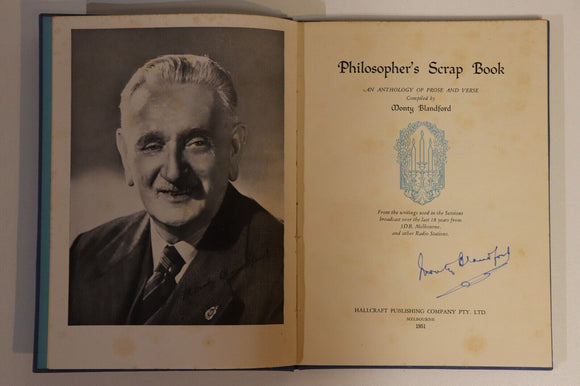 Philosopher's Scrap Book
AN ANTHOLOGY OF PROSE AND VERSE
Compiled by
Monty Blandford
From the writings used in the Sessions
broadcast over the last 18 years from
3.D.B. Melbourne,
and other Radio Stations.
Monty Blandford
HALLCRAFT PUBLISHING COMPANY PTY. LTD
MELBOURNE
1951